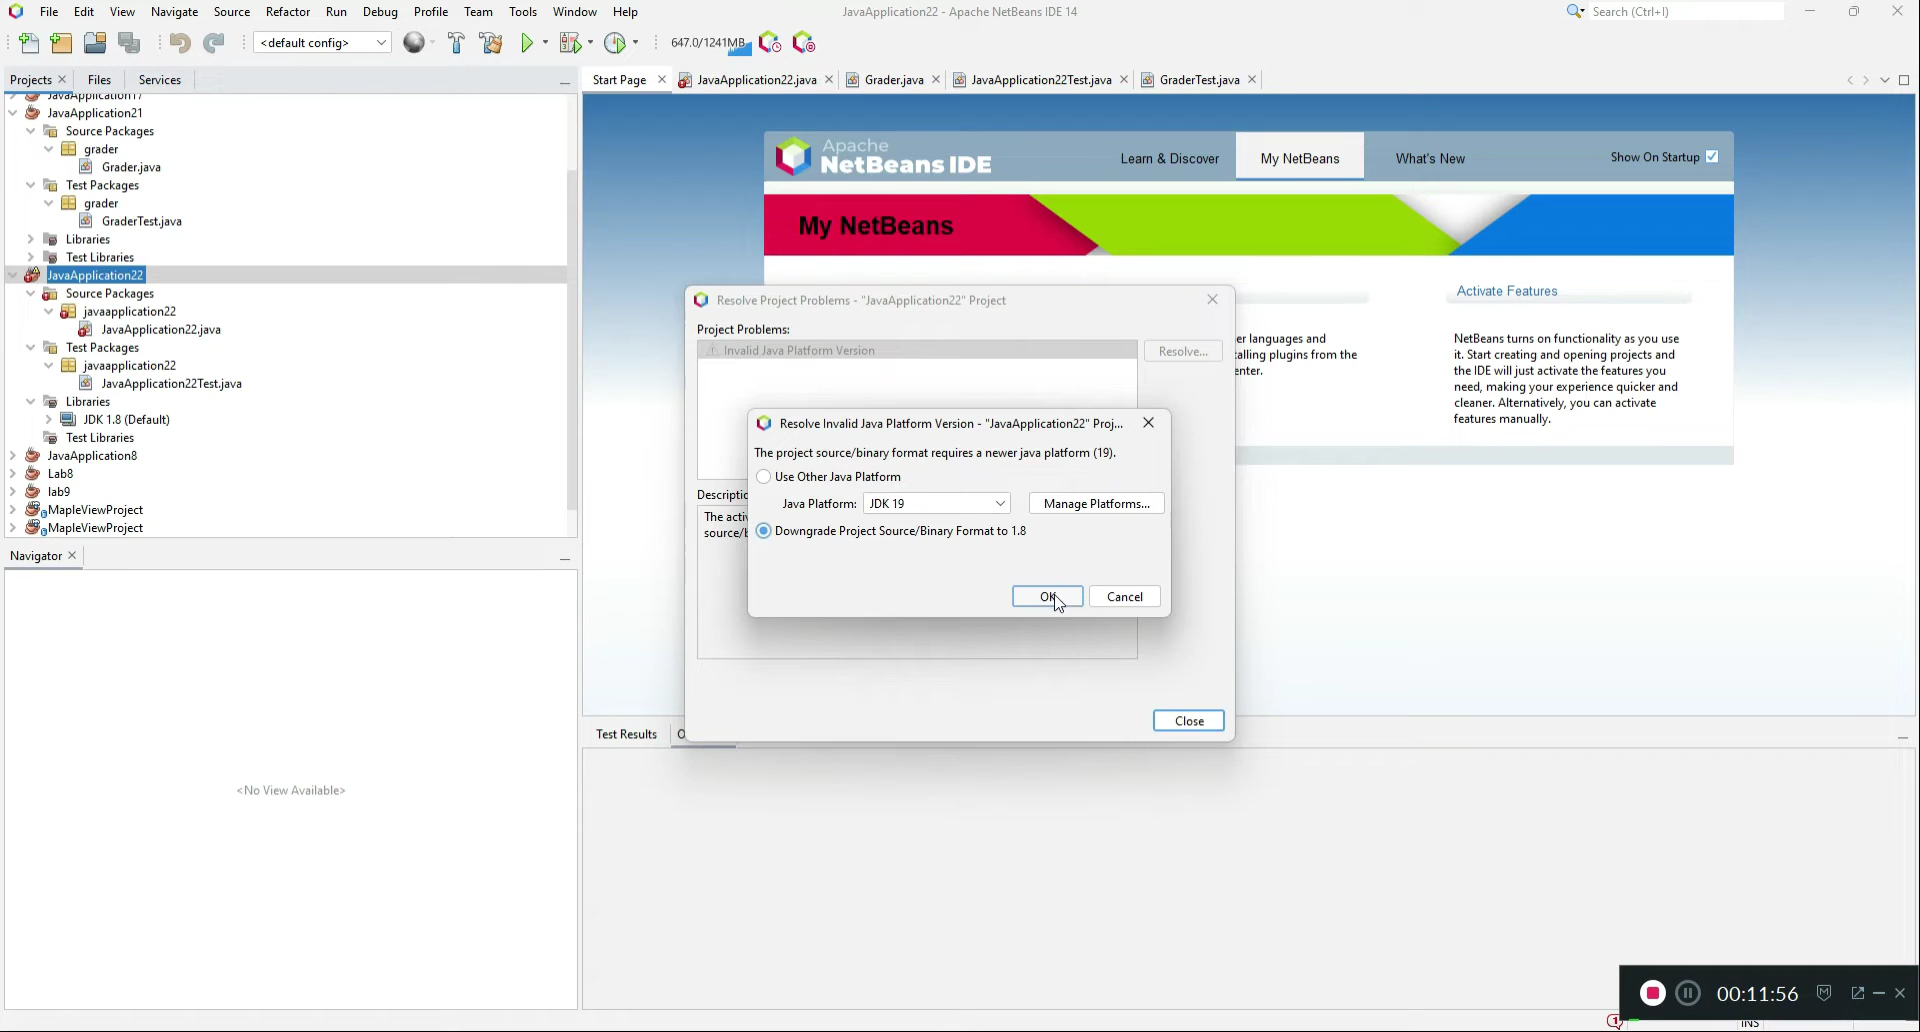 File Edit View Navigate Source Refactor Run Debug Profile Team Tools Window Help
JavaApplication22 - Apache NetBeans IDE 14
Search (Ctrl+I)
<default config>
647.0/1241MB
Projects Files Services
Start Page JavaApplication22.java Grader.java JavaApplication22Test.java GraderTest.java
JavaApplication17
JavaApplication21
Source Packages
grader
Grader.java
Test Packages
grader
GraderTest.java
Libraries
Test Libraries
JavaApplication22
Source Packages
javaapplication22
JavaApplication22.java
Test Packages
javaapplication22
JavaApplication22Test.java
Libraries
JDK 1.8 (Default)
Test Libraries
JavaApplication8
Lab8
lab9
MapleViewProject
MapleViewProject
Navigator
<No View Available>
Apache
NetBeans IDE
Learn & Discover My NetBeans What's New
Show On Startup
My NetBeans
Activate Features
er languages and
talling plugins from the
enter.
NetBeans turns on functionality as you use
it. Start creating and opening projects and
the IDE will just activate the features you
need, making your experience quicker and
cleaner. Alternatively, you can activate
features manually.
Resolve Project Problems - "JavaApplication22" Project
Project Problems:
Invalid Java Platform Version
Resolve...
Descriptic
The activ
source/b
Resolve Invalid Java Platform Version - "JavaApplication22" Proj...
The project source/binary format requires a newer java platform (19).
Use Other Java Platform
Java Platform: JDK 19 Manage Platforms...
Downgrade Project Source/Binary Format to 1.8
OK Cancel
Close
Test Results O
00:11:56
1
INS